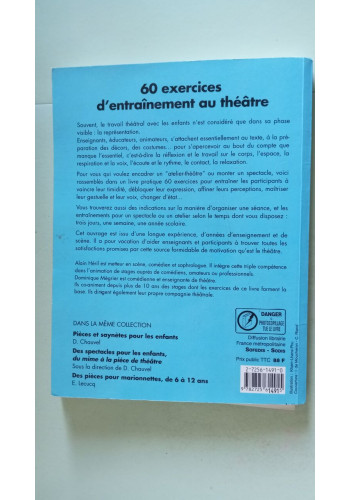 60 exercices
d'entraînement au théâtre
Souvent, le travail théâtral avec les enfants n'est considéré que dans sa phase
visible : la représentation.
Enseignants, éducateurs, animateurs, s'attachent essentiellement au texte, à la pré-
paration des décors, des costumes... pour s'apercevoir au bout du compte que
manque l'essentiel, c'est-à-dire la réflexion et le travail sur le corps, l'espace, la
respiration et la voix, l'écoute et le rythme, le contact, la relaxation.
Pour vous qui voulez encadrer un "atelier-théâtre" ou monter un spectacle, voici
rassemblés dans un livre pratique 60 exercices pour entraîner les participants à
vaincre leur timidité, débloquer leur expression, affiner leurs perceptions, maîtriser
leur gestuelle et leur voix, changer d'état...
Vous trouverez aussi des indications sur la manière d'organiser une séance, et les
entraînements pour un spectacle ou un atelier selon le temps dont vous disposez :
trois jours, une semaine, une année scolaire.
Cet ouvrage est issu d'une longue expérience, d'années d'enseignement et de
scène. Il a pour vocation d'aider enseignants et participants à trouver toutes les
satisfactions promises par cette source formidable de motivation qu'est le théâtre.
Alain Héril est metteur en scène, comédien et sophrologue. Il intègre cette triple compétence
dans l'animation de stages auprès de comédiens, amateurs ou professionnels.
Dominique Mégrier est comédienne et enseignante de théâtre.
Ils animent depuis plus de 10 ans des stages dont les exercices de ce livre forment la
base. Ils dirigent également leur propre compagnie théâtrale.
DANS LA MÊME COLLECTION
Pièces et saynètes pour les enfants
D. Chauvel
Des spectacles pour les enfants,
du mime à la pièce de théâtre
Sous la direction de D. Chauvel
Des pièces pour marionnettes, de 6 à 12 ans
E. Lecucq
DANGER
LE
PHOTOCOPILLAGE
TUE LE LIVRE
Diffusion librairie
France métropolitaine
Bordas
Prix public TTC 88 F
2-7256-1491-0
9 782725 614915